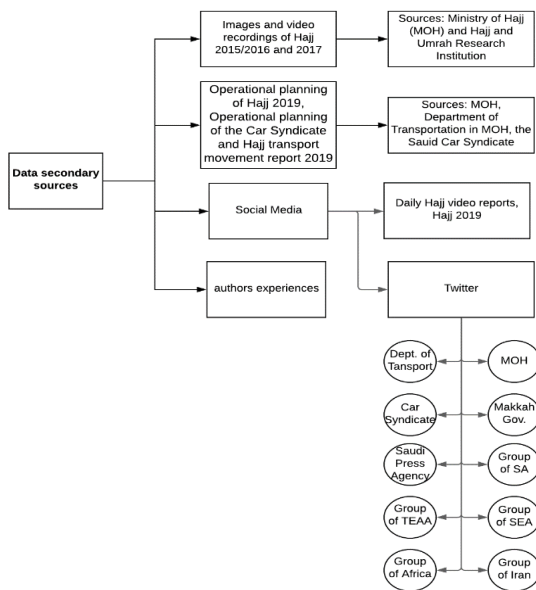 Images and video
recordings of Hajj
2015/2016 and 2017
Sources: Ministry of Hajj
(MOH) and Hajj and
Umrah Research
Institution
Operational planning
of Hajj 2019,
Operational planning
of the Car Syndicate
and Hajj transport
movement report 2019
Sources: MOH,
Department of
Transportation in MOH, the
Sauid Car Syndicate
Data secondary
sources
Social Media
Daily Hajj video reports,
Hajj 2019
authors experiences
Twitter
Dept. of
Tansport
MOH
Car
Syndicate
Makkah
Gov.
Saudi
Press
Agency
Group
of SA
Group
of TEAA
Group
of SEA
Group
of Africa
Group
of Iran